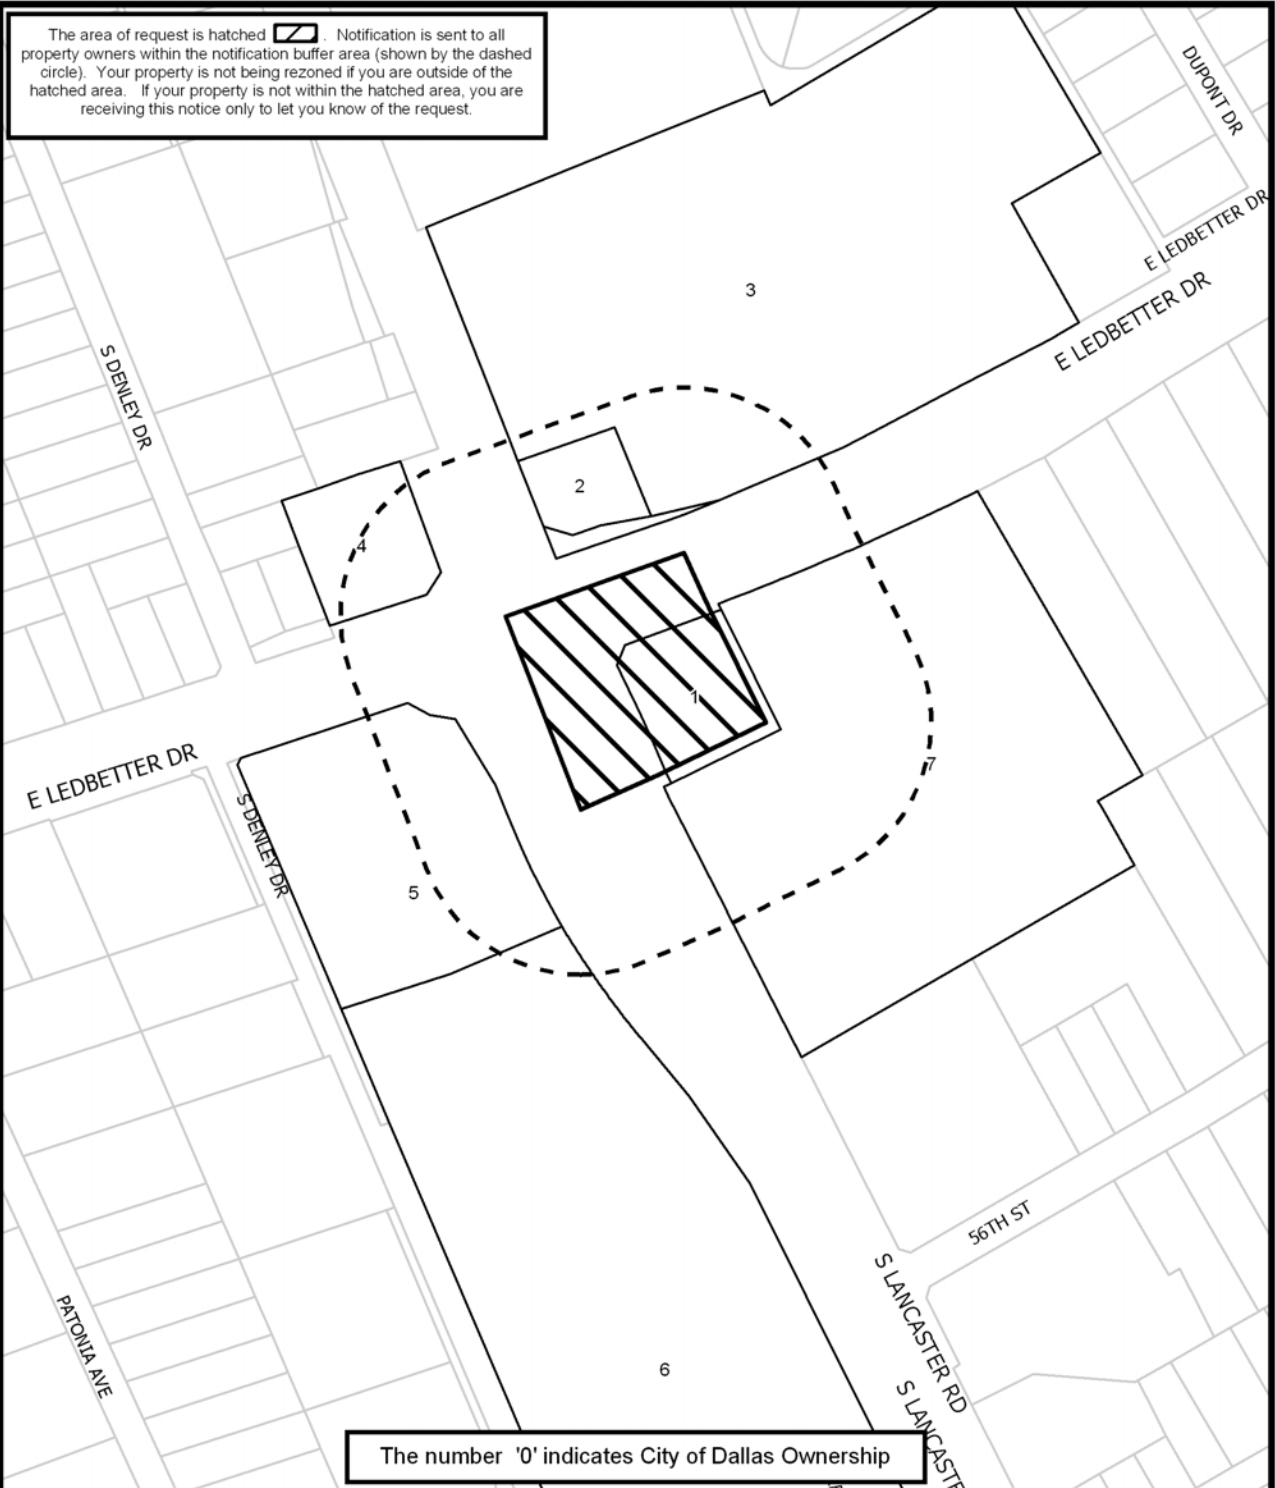 The area of request is hatched . Notification is sent to all
property owners within the notification buffer area (shown by the dashed
circle). Your property is not being rezoned if you are outside of the
hatched area. If your property is not within the hatched area, you are
receiving this notice only to let you know of the request.
DUPONT DR
E LEDBETTER DR
E LEDBETTER DR
3
S DENLEY DR
2
4
1
E LEDBETTER DR
7
S DENLEY DR
5
56TH ST
S LANCASTER RD
PATONIA AVE
6
S LANCASTE
The number '0' indicates City of Dallas Ownership